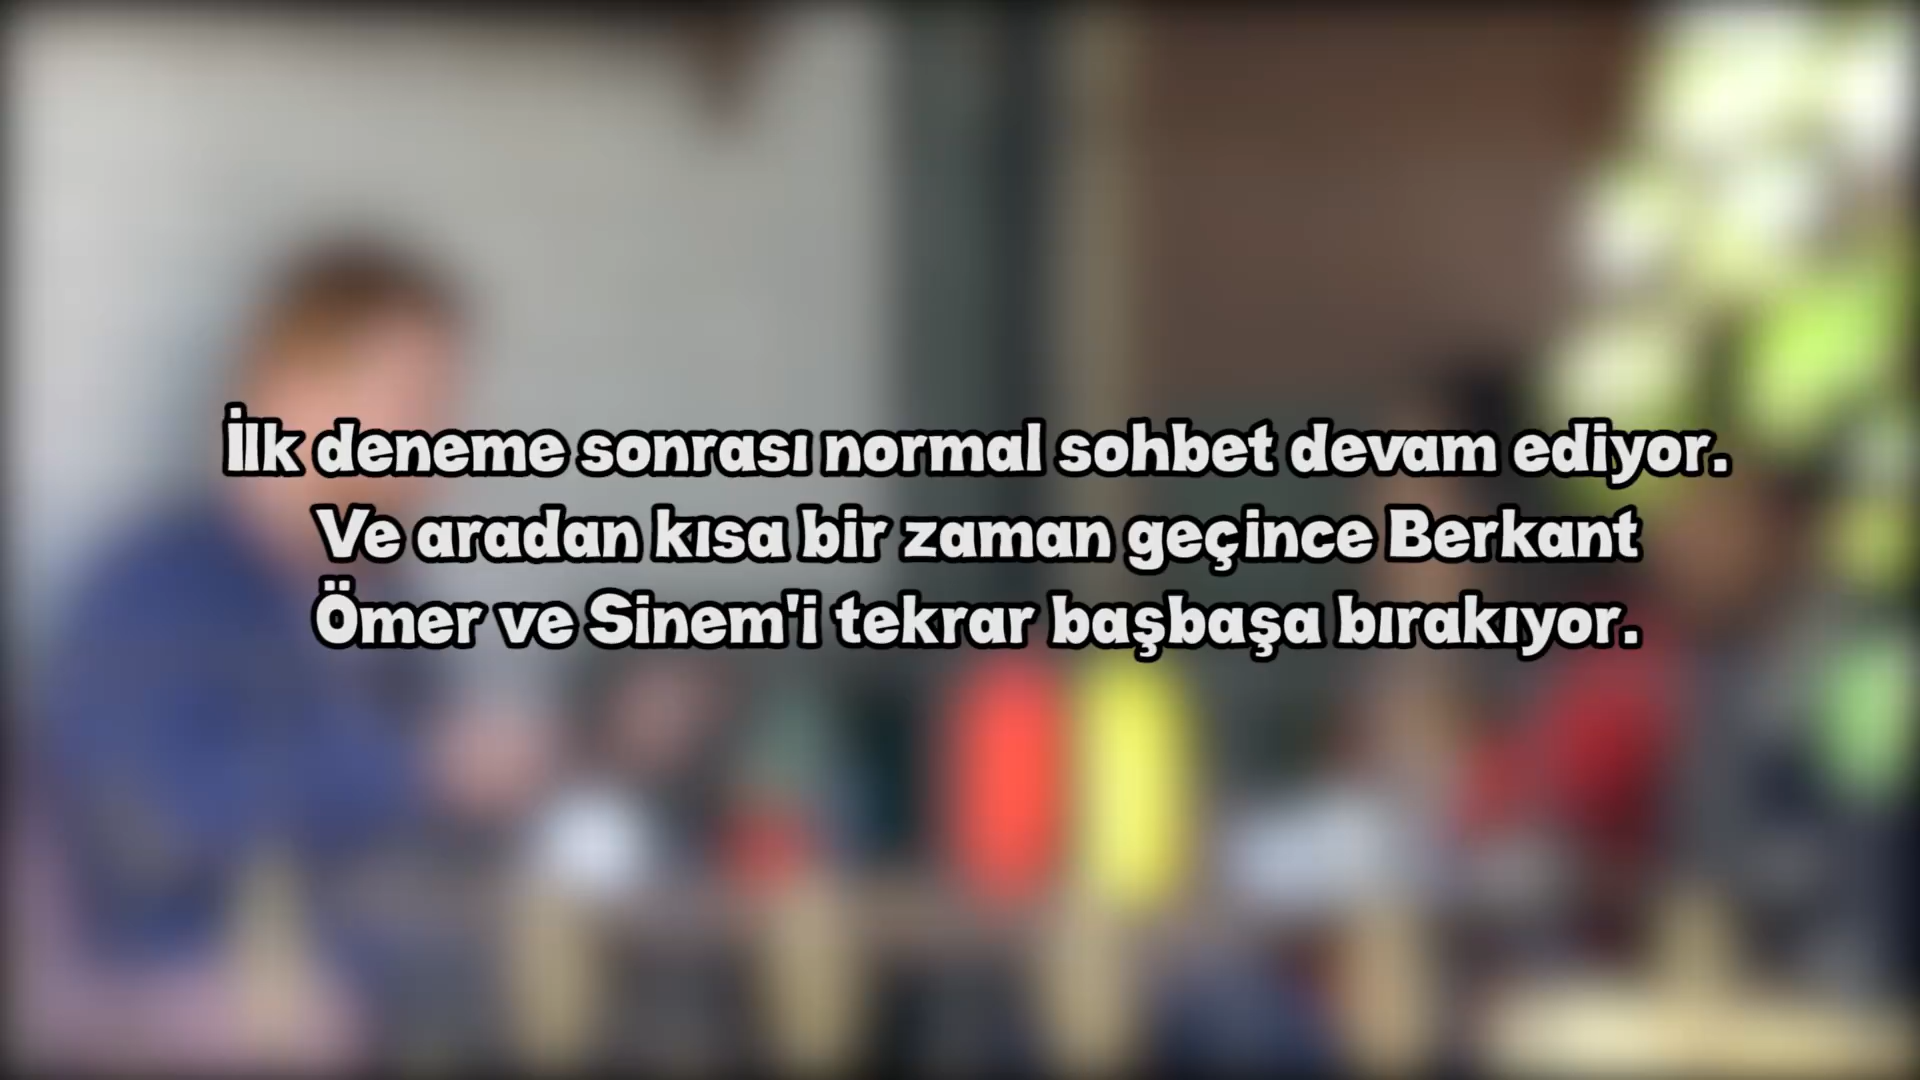 İlk deneme sonrası normal sohbet devam ediyor.
Ve aradan kısa bir zaman geçince Berkant
Ömer ve Sinem'i tekrar başbaşa bırakıyor.